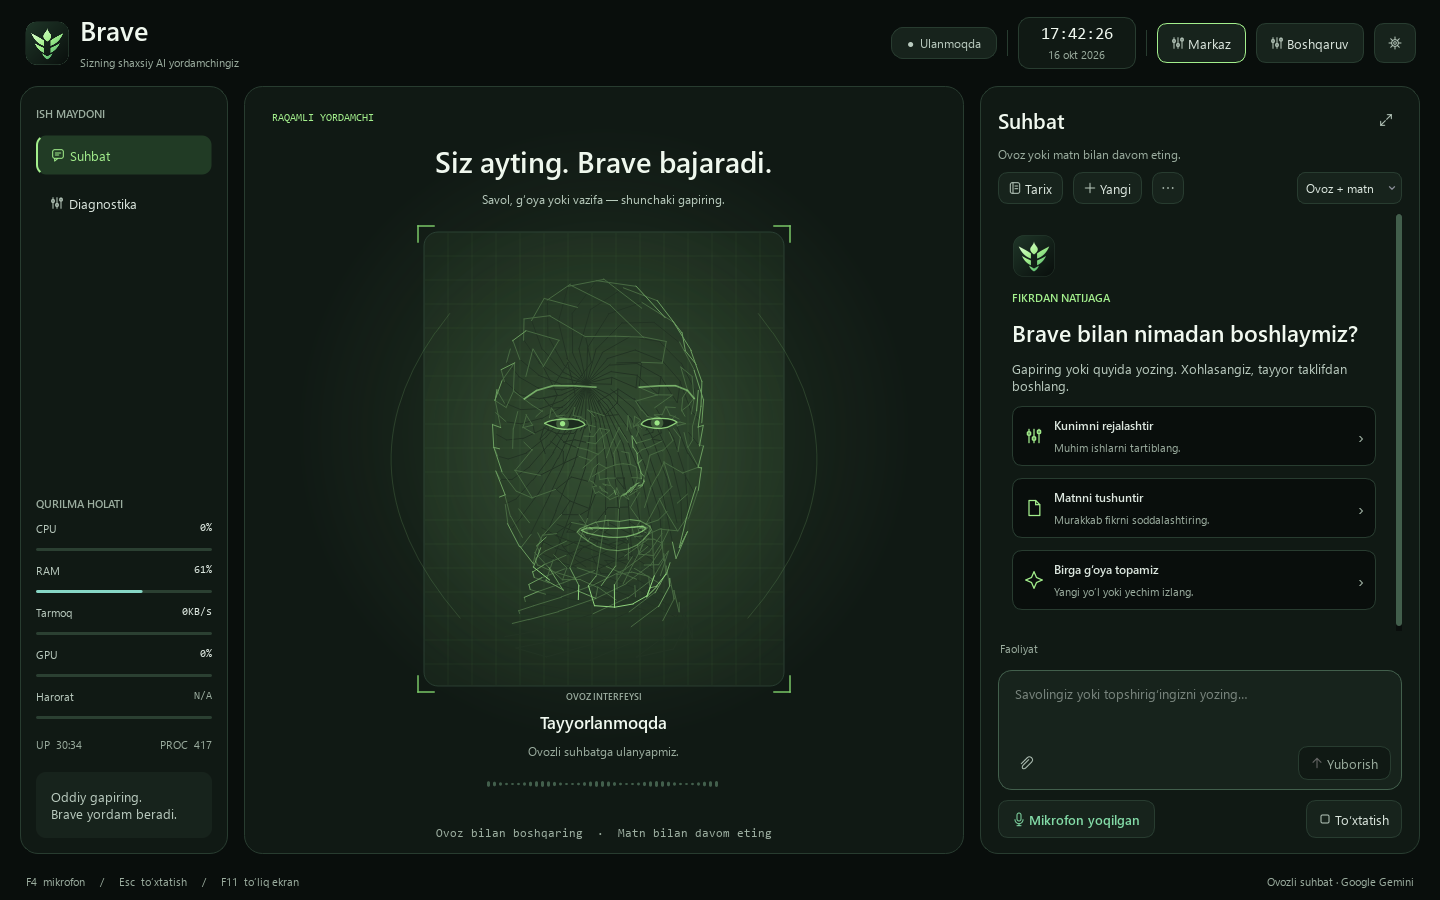 Brave
Sizning shaxsiy AI yordamchingiz
Ulanmoqda
17:42:26
16 okt 2026
Markaz
Boshqaruv
ISH MAYDONI
Suhbat
Diagnostika
QURILMA HOLATI
CPU 0%
RAM 61%
Tarmoq 0KB/s
GPU 0%
Harorat N/A
UP 30:34 PROC 417
Oddiy gapiring.
Brave yordam beradi.
RAQAMLI YORDAMCHI
Siz ayting. Brave bajaradi.
Savol, g‘oya yoki vazifa — shunchaki gapiring.
OVOZ INTERFEYSI
Tayyorlanmoqda
Ovozli suhbatga ulanyapmiz.
Ovoz bilan boshqaring · Matn bilan davom eting
Suhbat
Ovoz yoki matn bilan davom eting.
Tarix
Yangi
Ovoz + matn
FIKRDAN NATIJAGA
Brave bilan nimadan boshlaymiz?
Gapiring yoki quyida yozing. Xohlasangiz, tayyor taklifdan
boshlang.
Kunimni rejalashtir
Muhim ishlarni tartiblang.
Matnni tushuntir
Murakkab fikrni soddalashtiring.
Birga g‘oya topamiz
Yangi yo‘l yoki yechim izlang.
Faoliyat
Savolingiz yoki topshirig‘ingizni yozing...
Yuborish
Mikrofon yoqilgan
To‘xtatish
F4 mikrofon / Esc to‘xtatish / F11 to‘liq ekran
Ovozli suhbat · Google Gemini